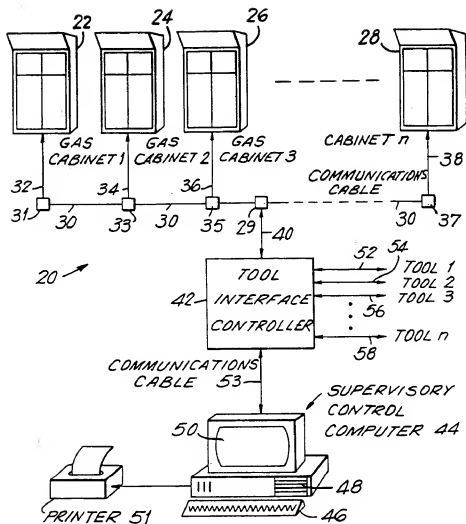 22
24
26
28
GAS CABINET 1
GAS CABINET 2
GAS CABINET 3
CABINET n
32
34
36
38
COMMUNICATIONS CABLE
31
30
33
30
35
29
30
37
20
40
42
TOOL INTERFACE CONTROLLER
52
54
TOOL 1
TOOL 2
56
TOOL 3
58
TOOL n
COMMUNICATIONS CABLE
53
SUPERVISORY CONTROL COMPUTER 44
50
48
46
PRINTER 51